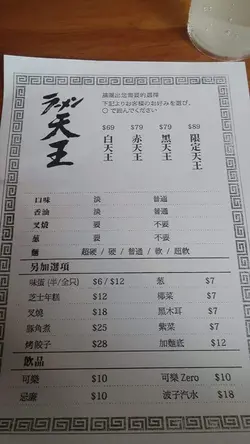 ラーメン
天王
請圈出您需要的選擇
下記よりお客様のお好みを選び、
〇で囲んでください
$69 $79 $79 $89
白天王 赤天王 黑天王 限定天王
口味 淡 普通
香油 淡 普通
叉燒 要 不要
蔥 要 不要
麵 超硬 / 硬 / 普通 / 軟 / 超軟
另加選項
味蛋 (半/全只) $6 / $12 蔥 $7
芝士年糕 $12 椰菜 $7
叉燒 $18 黑木耳 $7
豚角煮 $25 紫菜 $7
烤餃子 $28 加麵底 $12
飲品
可樂 $10 可樂 Zero $10
忌廉 $10 波子汽水 $18